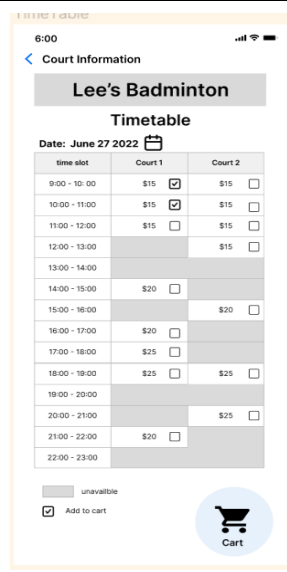 TimeTable
6:00
Court Information
Lee's Badminton
Timetable
Date: June 27 2022
time slot Court 1 Court 2
9:00 - 10: 00 $15 $15
10:00 - 11:00 $15 $15
11:00 - 12:00 $15 $15
12:00 - 13:00 $15
13:00 - 14:00
14:00 - 15:00 $20
15:00 - 16:00 $20
16:00 - 17:00 $20
17:00 - 18:00 $25
18:00 - 19:00 $25 $25
19:00 - 20:00
20:00 - 21:00 $25
21:00 - 22:00 $20
22:00 - 23:00
unavailble
Add to cart
Cart